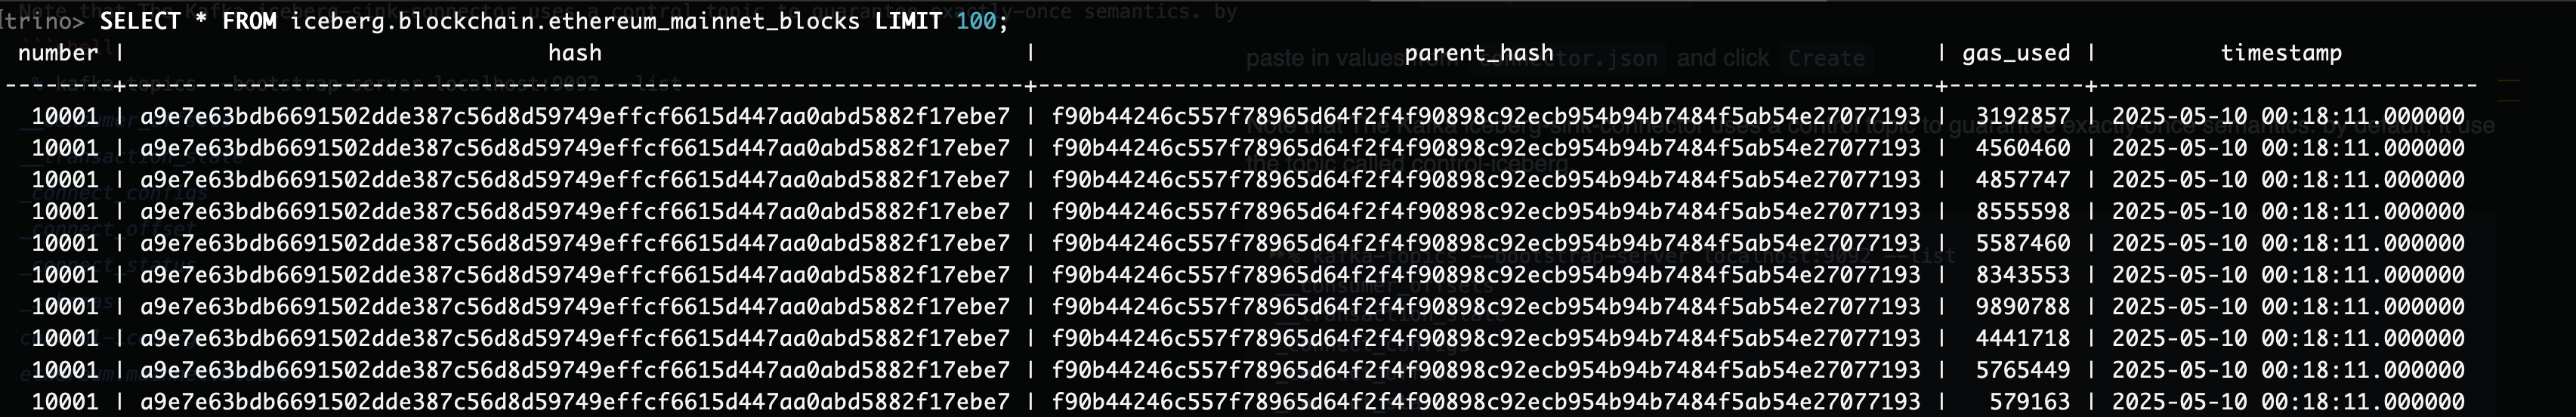 trino> SELECT * FROM iceberg.blockchain.ethereum_mainnet_blocks LIMIT 100;
number | hash | parent_hash | gas_used | timestamp
--------+------------------------------------------------------------------+------------------------------------------------------------------+----------+----------------------------
10001 | a9e7e63bdb6691502dde387c56d8d59749effcf6615d447aa0abd5882f17ebe7 | f90b44246c557f78965d64f2f4f90898c92ecb954b94b7484f5ab54e27077193 | 3192857 | 2025-05-10 00:18:11.000000
10001 | a9e7e63bdb6691502dde387c56d8d59749effcf6615d447aa0abd5882f17ebe7 | f90b44246c557f78965d64f2f4f90898c92ecb954b94b7484f5ab54e27077193 | 4560460 | 2025-05-10 00:18:11.000000
10001 | a9e7e63bdb6691502dde387c56d8d59749effcf6615d447aa0abd5882f17ebe7 | f90b44246c557f78965d64f2f4f90898c92ecb954b94b7484f5ab54e27077193 | 4857747 | 2025-05-10 00:18:11.000000
10001 | a9e7e63bdb6691502dde387c56d8d59749effcf6615d447aa0abd5882f17ebe7 | f90b44246c557f78965d64f2f4f90898c92ecb954b94b7484f5ab54e27077193 | 8555598 | 2025-05-10 00:18:11.000000
10001 | a9e7e63bdb6691502dde387c56d8d59749effcf6615d447aa0abd5882f17ebe7 | f90b44246c557f78965d64f2f4f90898c92ecb954b94b7484f5ab54e27077193 | 5587460 | 2025-05-10 00:18:11.000000
10001 | a9e7e63bdb6691502dde387c56d8d59749effcf6615d447aa0abd5882f17ebe7 | f90b44246c557f78965d64f2f4f90898c92ecb954b94b7484f5ab54e27077193 | 8343553 | 2025-05-10 00:18:11.000000
10001 | a9e7e63bdb6691502dde387c56d8d59749effcf6615d447aa0abd5882f17ebe7 | f90b44246c557f78965d64f2f4f90898c92ecb954b94b7484f5ab54e27077193 | 9890788 | 2025-05-10 00:18:11.000000
10001 | a9e7e63bdb6691502dde387c56d8d59749effcf6615d447aa0abd5882f17ebe7 | f90b44246c557f78965d64f2f4f90898c92ecb954b94b7484f5ab54e27077193 | 4441718 | 2025-05-10 00:18:11.000000
10001 | a9e7e63bdb6691502dde387c56d8d59749effcf6615d447aa0abd5882f17ebe7 | f90b44246c557f78965d64f2f4f90898c92ecb954b94b7484f5ab54e27077193 | 5765449 | 2025-05-10 00:18:11.000000
10001 | a9e7e63bdb6691502dde387c56d8d59749effcf6615d447aa0abd5882f17ebe7 | f90b44246c557f78965d64f2f4f90898c92ecb954b94b7484f5ab54e27077193 | 579163 | 2025-05-10 00:18:11.000000